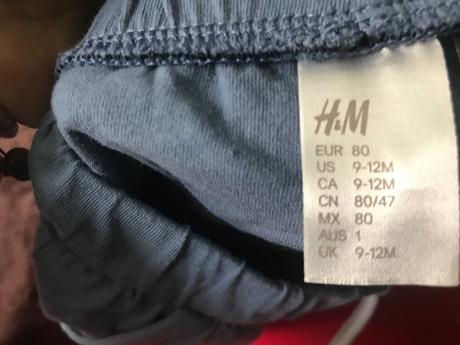 H&M
EUR 80
US 9-12M
CA 9-12M
CN 80/47
MX 80
AUS 1
UK 9-12M